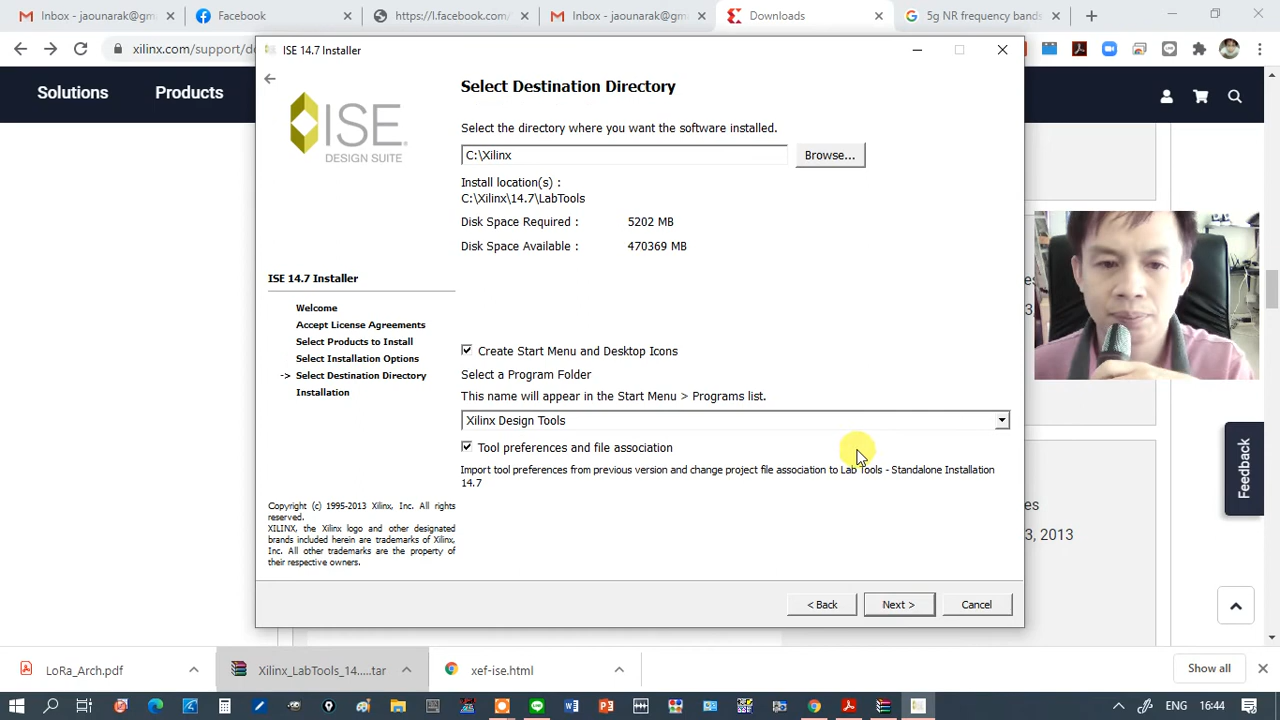 Inbox - jaounarak@gm
Facebook
https://l.facebook.com/
Inbox - jaounarak@gm
Downloads
5g NR frequency bands
xilinx.com/support/d
Solutions
Products
ISE 14.7 Installer
ISE
DESIGN SUITE
ISE 14.7 Installer
Welcome
Accept License Agreements
Select Products to Install
Select Installation Options
-> Select Destination Directory
Installation
Copyright (c) 1995-2013 Xilinx, Inc. All rights
reserved.
XILINX, the Xilinx logo and other designated
brands included herein are trademarks of Xilinx,
Inc. All other trademarks are the property of
their respective owners.
Select Destination Directory
Select the directory where you want the software installed.
C:\Xilinx
Browse...
Install location(s) :
C:\Xilinx\14.7\LabTools
Disk Space Required : 5202 MB
Disk Space Available : 470369 MB
Create Start Menu and Desktop Icons
Select a Program Folder
This name will appear in the Start Menu > Programs list.
Xilinx Design Tools
Tool preferences and file association
Import tool preferences from previous version and change project file association to Lab Tools - Standalone Installation
14.7
< Back
Next >
Cancel
es
3, 2013
Feedback
LoRa_Arch.pdf
Xilinx_LabTools_14.....tar
xef-ise.html
Show all
ENG
16:44